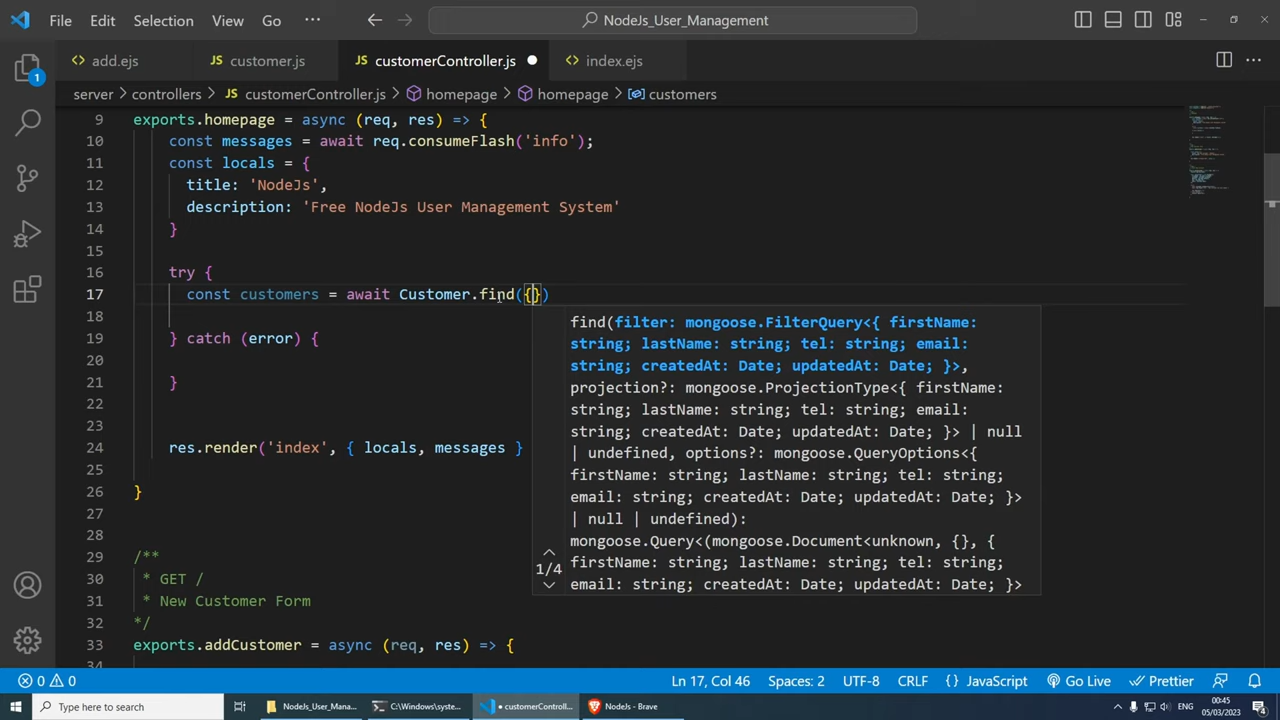 File Edit Selection View Go ··· NodeJs_User_Management
add.ejs JS customer.js JS customerController.js index.ejs
server > controllers > JS customerController.js > homepage > homepage > customers
1
9 exports.homepage = async (req, res) => {
10 const messages = await req.consumeFlash('info');
11 const locals = {
12 title: 'NodeJs',
13 description: 'Free NodeJs User Management System'
14 }
15
16 try {
17 const customers = await Customer.find({})
18
19 } catch (error) {
20
21 }
22
23
24 res.render('index', { locals, messages }
25
26 }
27
28
29 /**
30 * GET /
31 * New Customer Form
32 */
33 exports.addCustomer = async (req, res) => {
34
find(filter: mongoose.FilterQuery<{ firstName:
string; lastName: string; tel: string; email:
string; createdAt: Date; updatedAt: Date; }>,
projection?: mongoose.ProjectionType<{ firstName:
string; lastName: string; tel: string; email:
string; createdAt: Date; updatedAt: Date; }> | null
| undefined, options?: mongoose.QueryOptions<{
firstName: string; lastName: string; tel: string;
email: string; createdAt: Date; updatedAt: Date; }>
| null | undefined):
mongoose.Query<(mongoose.Document<unknown, {}, {
1/4
firstName: string; lastName: string; tel: string;
email: string; createdAt: Date; updatedAt: Date; }>
0 0 Ln 17, Col 46 Spaces: 2 UTF-8 CRLF {} JavaScript Go Live Prettier
Type here to search NodeJs_User_Mana... C:\Windows\syste... • customerControll... NodeJs - Brave ENG 00:45
05/03/2023 4